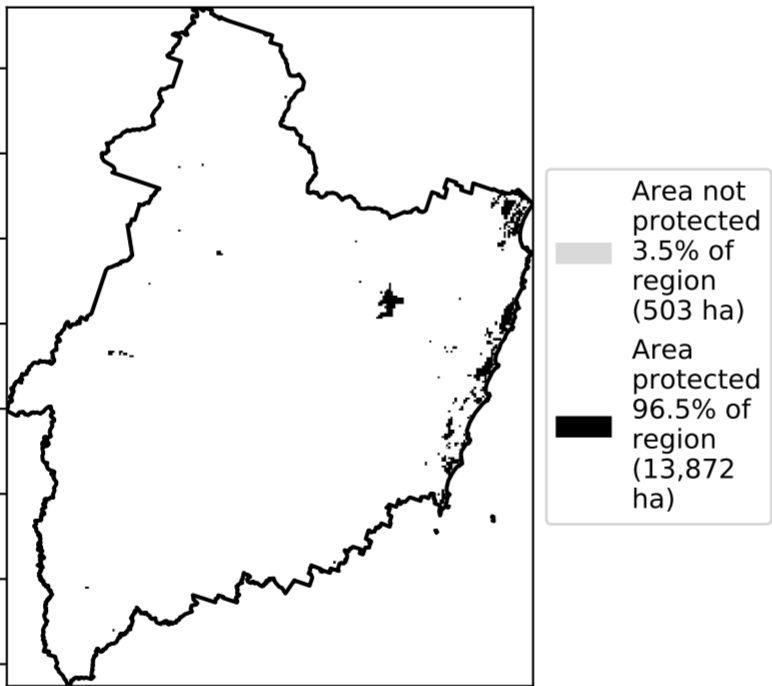 Area not
protected
3.5% of
region
(503 ha)
Area
protected
96.5% of
region
(13,872
ha)